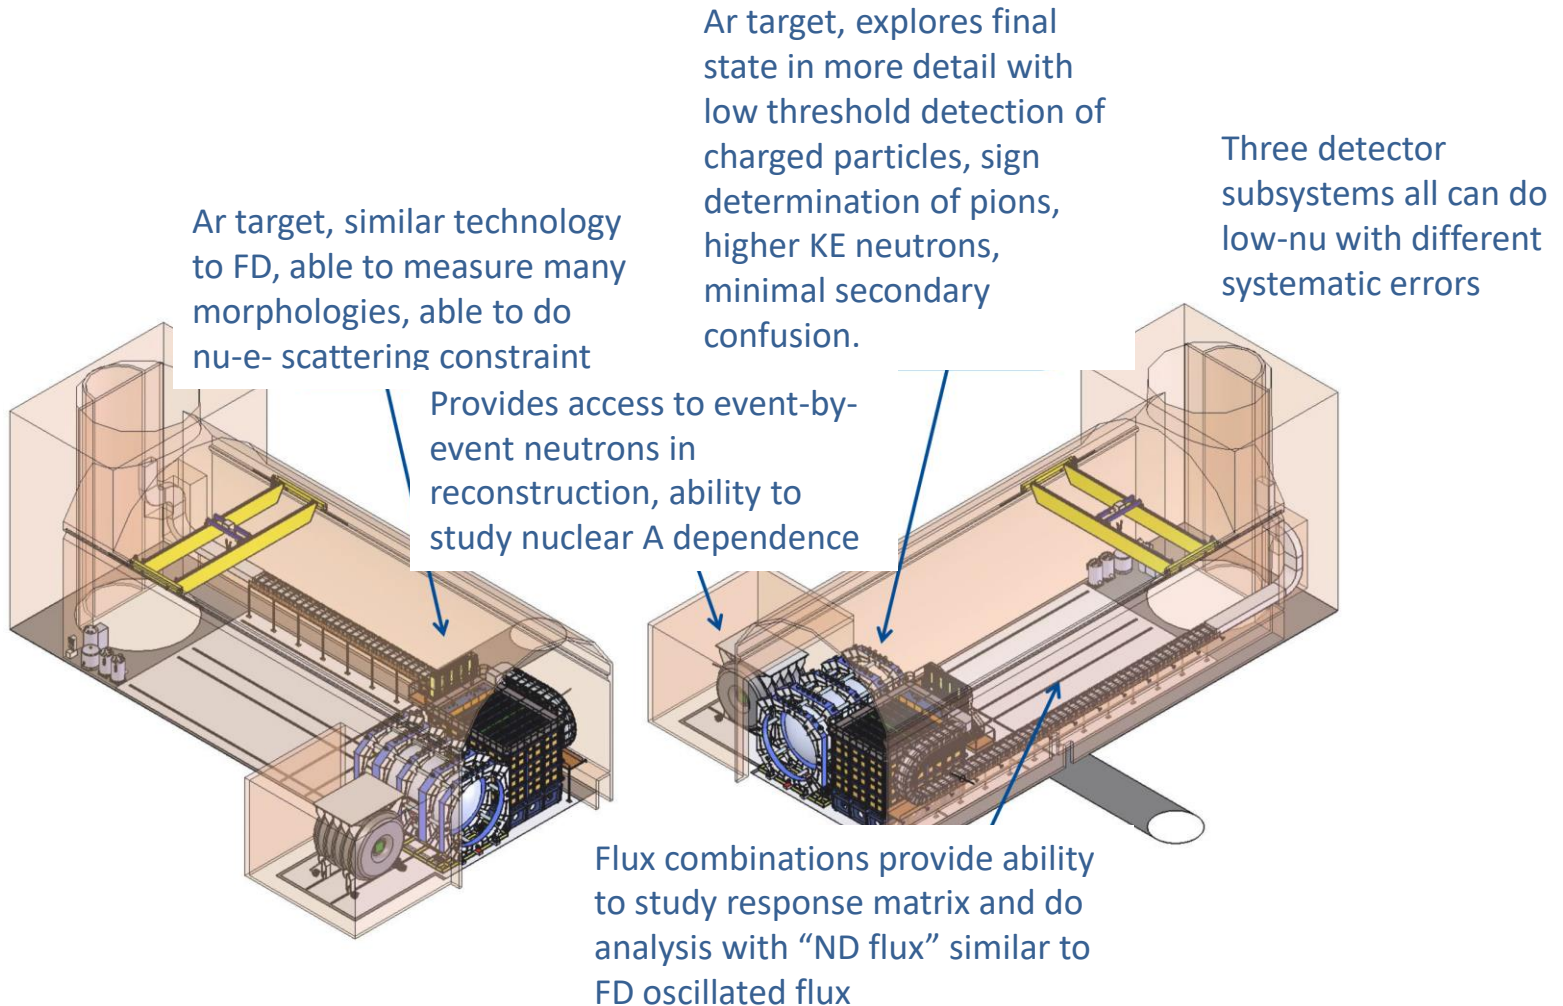 Ar target, explores final
state in more detail with
low threshold detection of
charged particles, sign
determination of pions,
higher KE neutrons,
minimal secondary
confusion.
Three detector
subsystems all can do
low-nu with different
systematic errors
Ar target, similar technology
to FD, able to measure many
morphologies, able to do
nu-e- scattering constraint
Provides access to event-by-
event neutrons in
reconstruction, ability to
study nuclear A dependence
Flux combinations provide ability
to study response matrix and do
analysis with “ND flux” similar to
FD oscillated flux